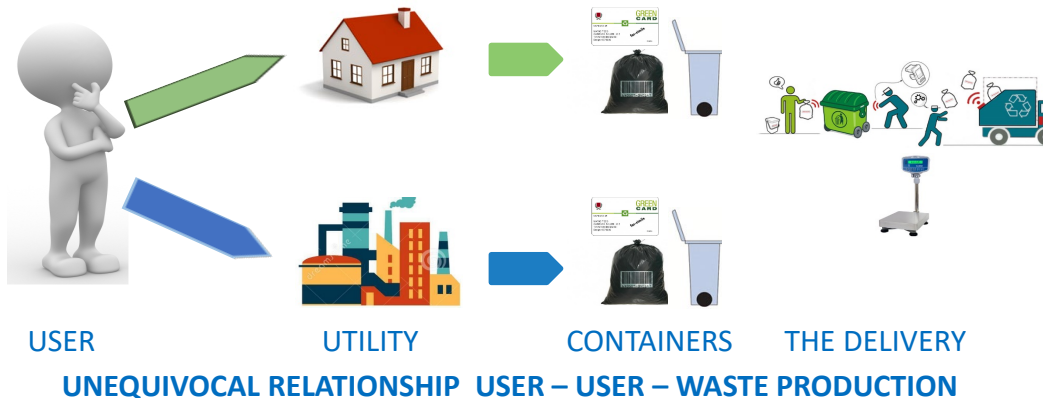 GREEN
CARD
GREEN
CARD
USER
UTILITY
CONTAINERS
THE DELIVERY
UNEQUIVOCAL RELATIONSHIP USER – USER – WASTE PRODUCTION